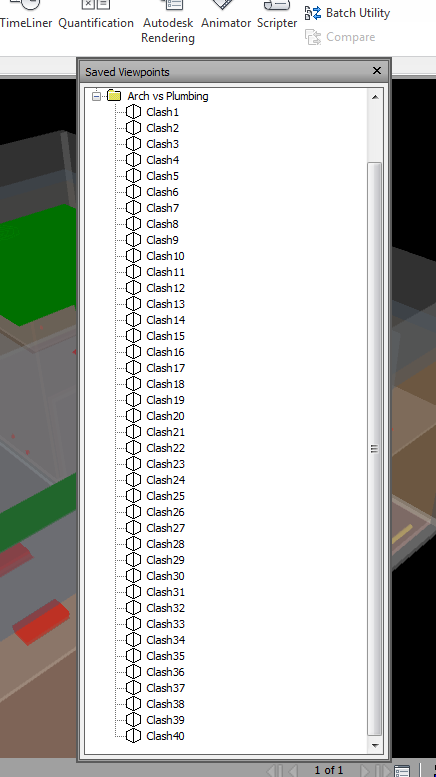 TimeLiner Quantification Autodesk Rendering Animator Scripter Batch Utility
Compare
Saved Viewpoints
Arch vs Plumbing
Clash1
Clash2
Clash3
Clash4
Clash5
Clash6
Clash7
Clash8
Clash9
Clash10
Clash11
Clash12
Clash13
Clash14
Clash15
Clash16
Clash17
Clash18
Clash19
Clash20
Clash21
Clash22
Clash23
Clash24
Clash25
Clash26
Clash27
Clash28
Clash29
Clash30
Clash31
Clash32
Clash33
Clash34
Clash35
Clash36
Clash37
Clash38
Clash39
Clash40
1 of 1